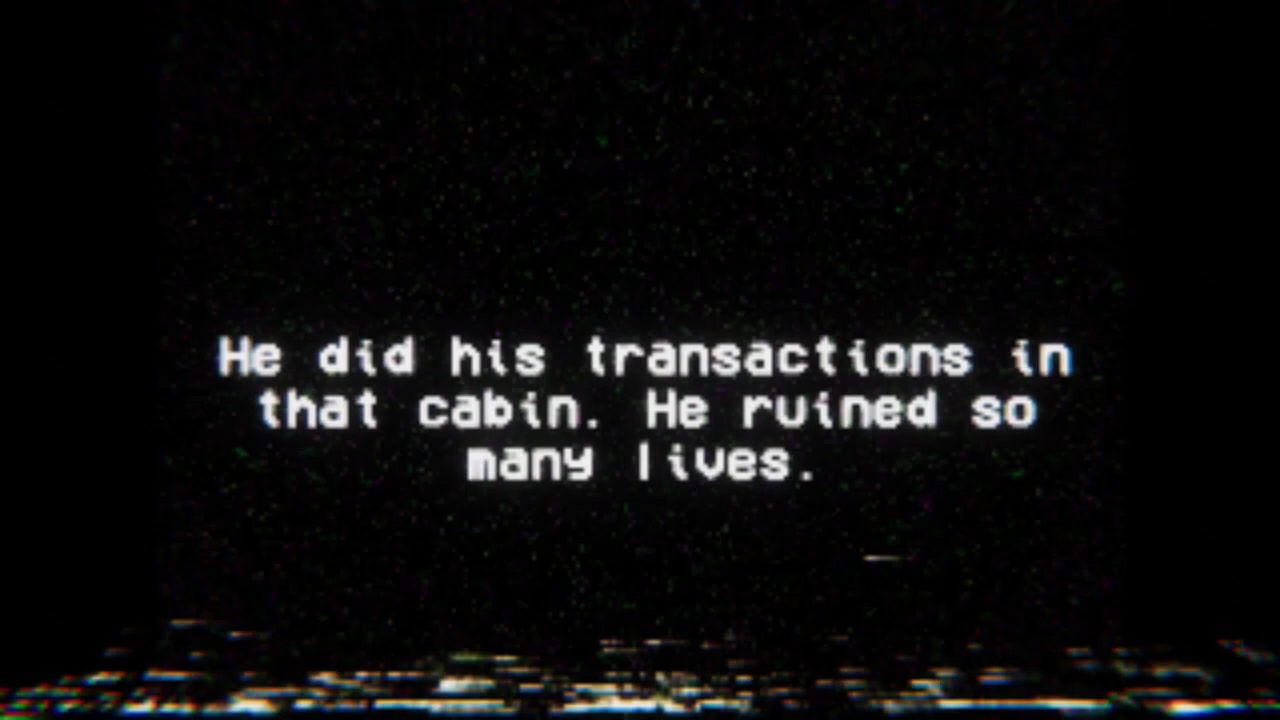 He did his transactions in
that cabin. He ruined so
many lives.